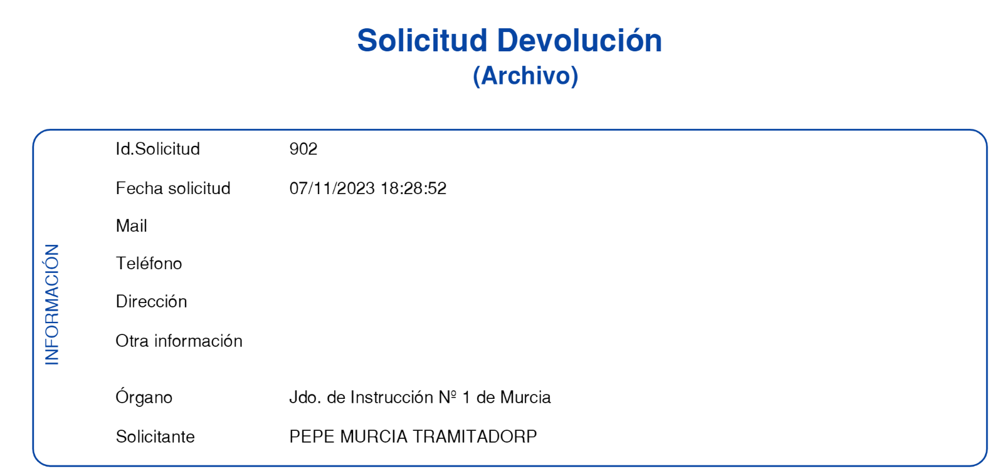 Solicitud Devolución
(Archivo)
INFORMACIÓN
Id.Solicitud 902
Fecha solicitud 07/11/2023 18:28:52
Mail
Teléfono
Dirección
Otra información
Órgano Jdo. de Instrucción Nº 1 de Murcia
Solicitante PEPE MURCIA TRAMITADORP